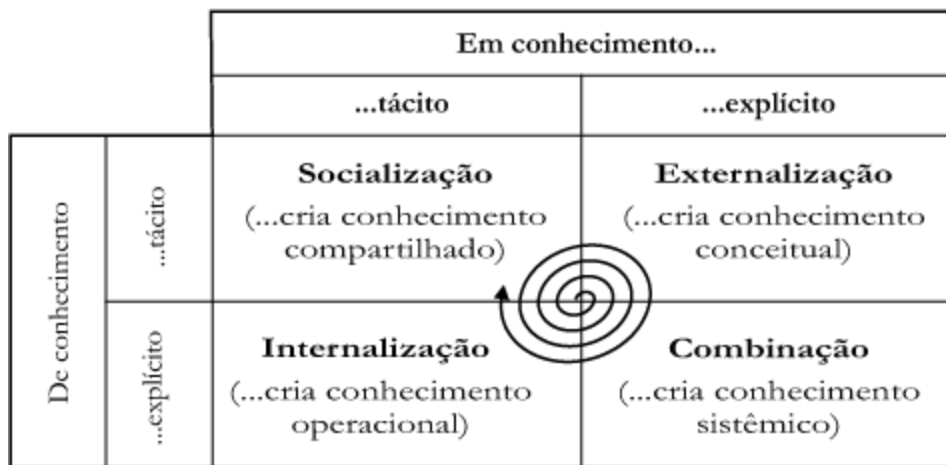 Em conhecimento...
...tácito
...explícito
De conhecimento
...tácito
Socialização
(...cria conhecimento
compartilhado)
Externalização
(...cria conhecimento
conceitual)
...explícito
Internalização
(...cria conhecimento
operacional)
Combinação
(...cria conhecimento
sistêmico)